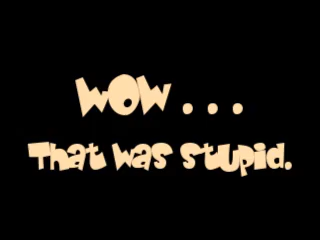 WOW . . .
That was stupid.